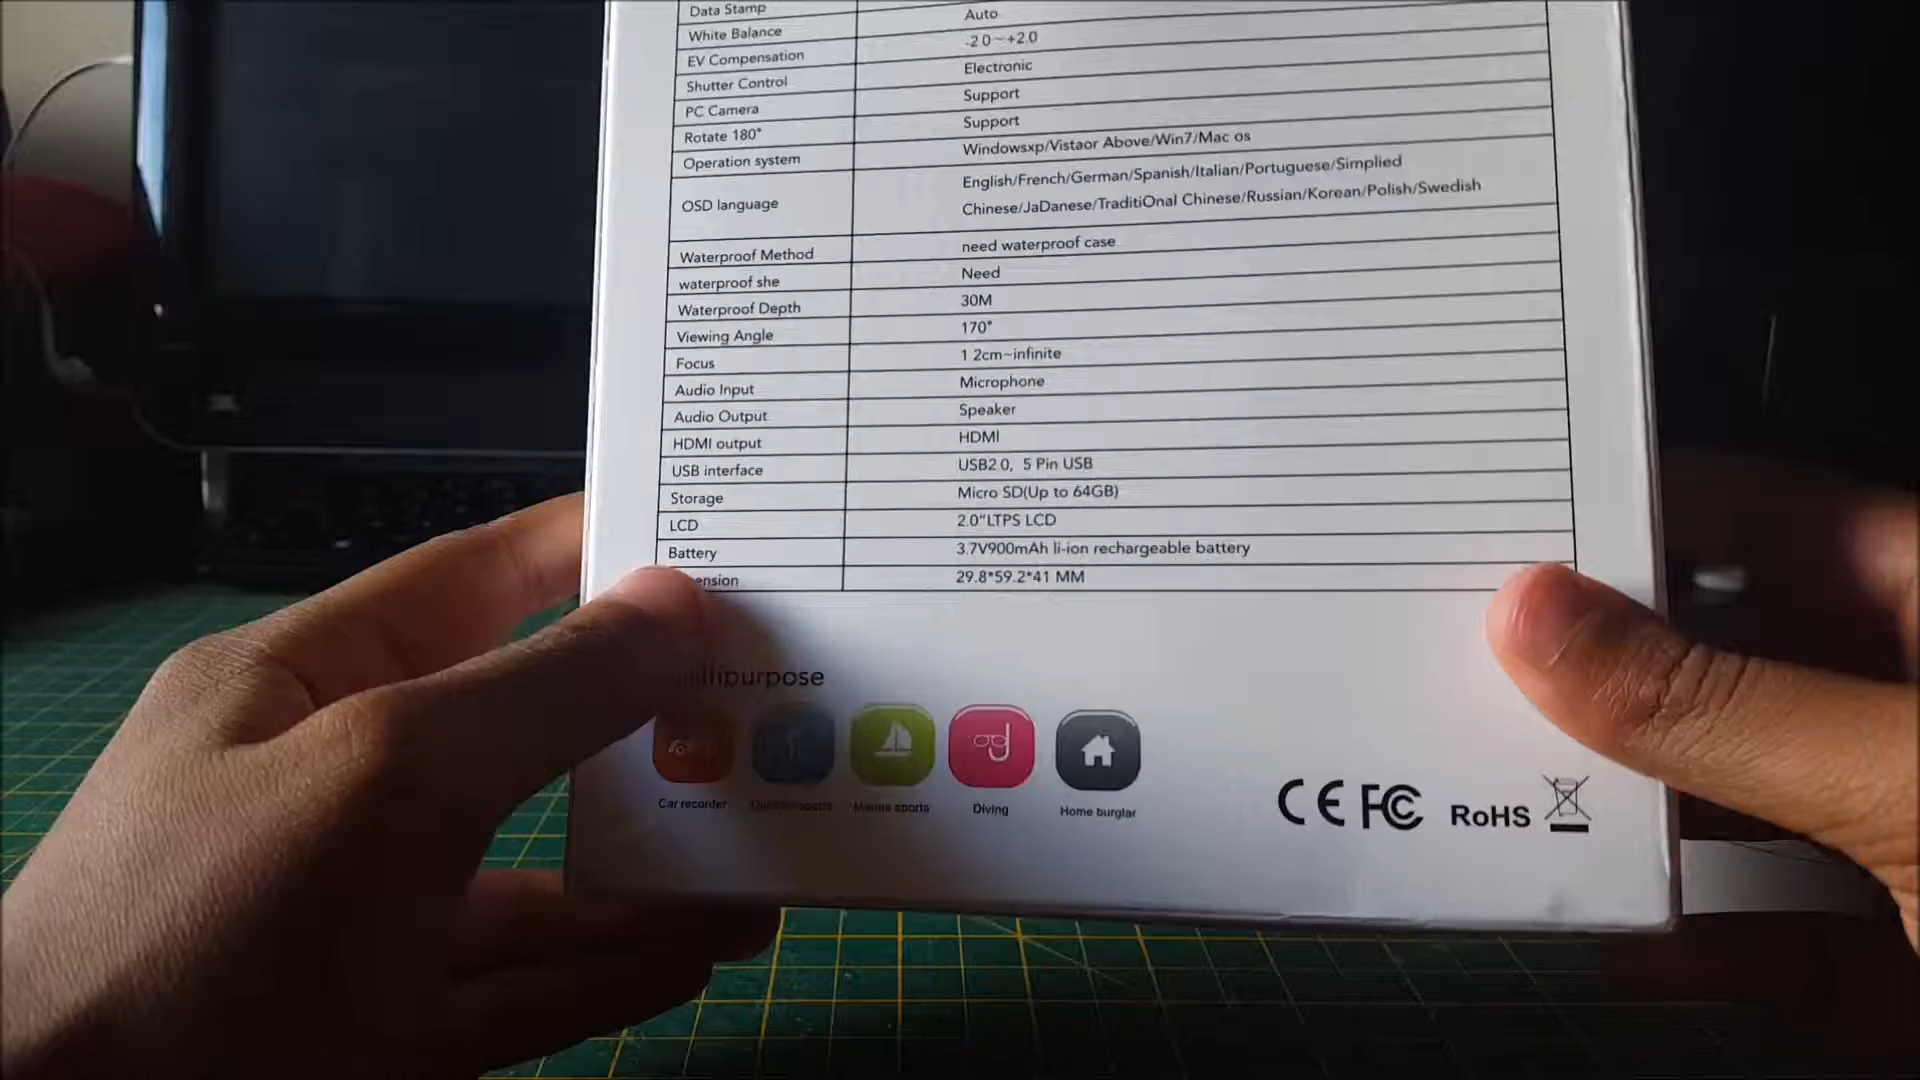 Data Stamp
White Balance Auto
EV Compensation -2 0~+2.0
Shutter Control Electronic
PC Camera Support
Rotate 180° Support
Operation system Windowsxp/Vistaor Above/Win7/Mac os
OSD language English/French/German/Spanish/Italian/Portuguese/Simplied
Chinese/JaDanese/TraditiOnal Chinese/Russian/Korean/Polish/Swedish
Waterproof Method need waterproof case
waterproof she Need
Waterproof Depth 30M
Viewing Angle 170°
Focus 1 2cm~infinite
Audio Input Microphone
Audio Output Speaker
HDMI output HDMI
USB interface USB2 0, 5 Pin USB
Storage Micro SD(Up to 64GB)
LCD 2.0"LTPS LCD
Battery 3.7V900mAh li-ion rechargeable battery
ension 29.8*59.2*41 MM
ltipurpose
Car recorder Outdoor sports Marine sports Diving Home burglar
CE FC RoHS